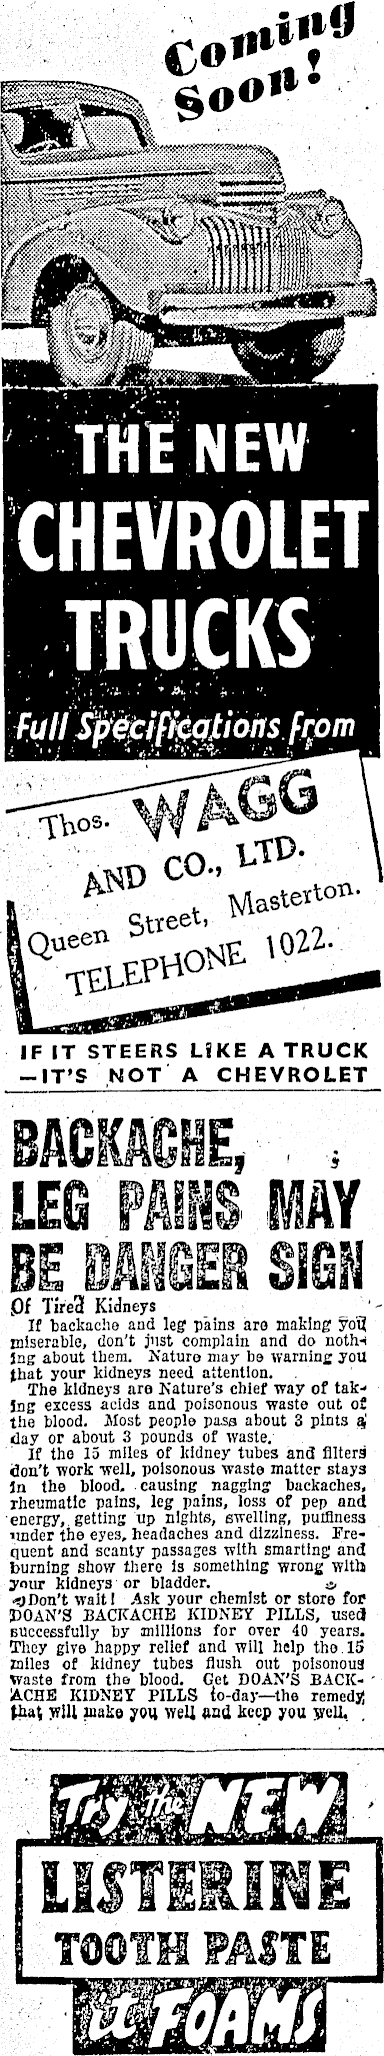 Coming
Soon!
THE NEW
CHEVROLET
TRUCKS
Full Specifications from
Thos. WAGG
AND CO., LTD.
Queen Street, Masterton.
TELEPHONE 1022.
IF IT STEERS LIKE A TRUCK
—IT'S NOT A CHEVROLET
BACKACHE,
LEG PAINS MAY
BE DANGER SIGN
Of Tired Kidneys
If backache and leg pains are making you
miserable, don't just complain and do noth-
ing about them. Nature may be warning you
that your kidneys need attention.
The kidneys are Nature's chief way of tak-
ing excess acids and poisonous waste out of
the blood. Most people pass about 3 pints a
day or about 3 pounds of waste.
If the 15 miles of kidney tubes and filters
don't work well, poisonous waste matter stays
in the blood, causing nagging backaches,
rheumatic pains, leg pains, loss of pep and
energy, getting up nights, swelling, puffiness
under the eyes, headaches and dizziness. Fre-
quent and scanty passages with smarting and
burning show there is something wrong with
your kidneys or bladder.
Don't wait! Ask your chemist or store for
DOAN'S BACKACHE KIDNEY PILLS, used
successfully by millions for over 40 years.
They give happy relief and will help the 15
miles of kidney tubes flush out poisonous
waste from the blood. Get DOAN'S BACK-
ACHE KIDNEY PILLS to-day—the remedy
that will make you well and keep you well.
Try the NEW
LISTERINE
TOOTH PASTE
it FOAMS